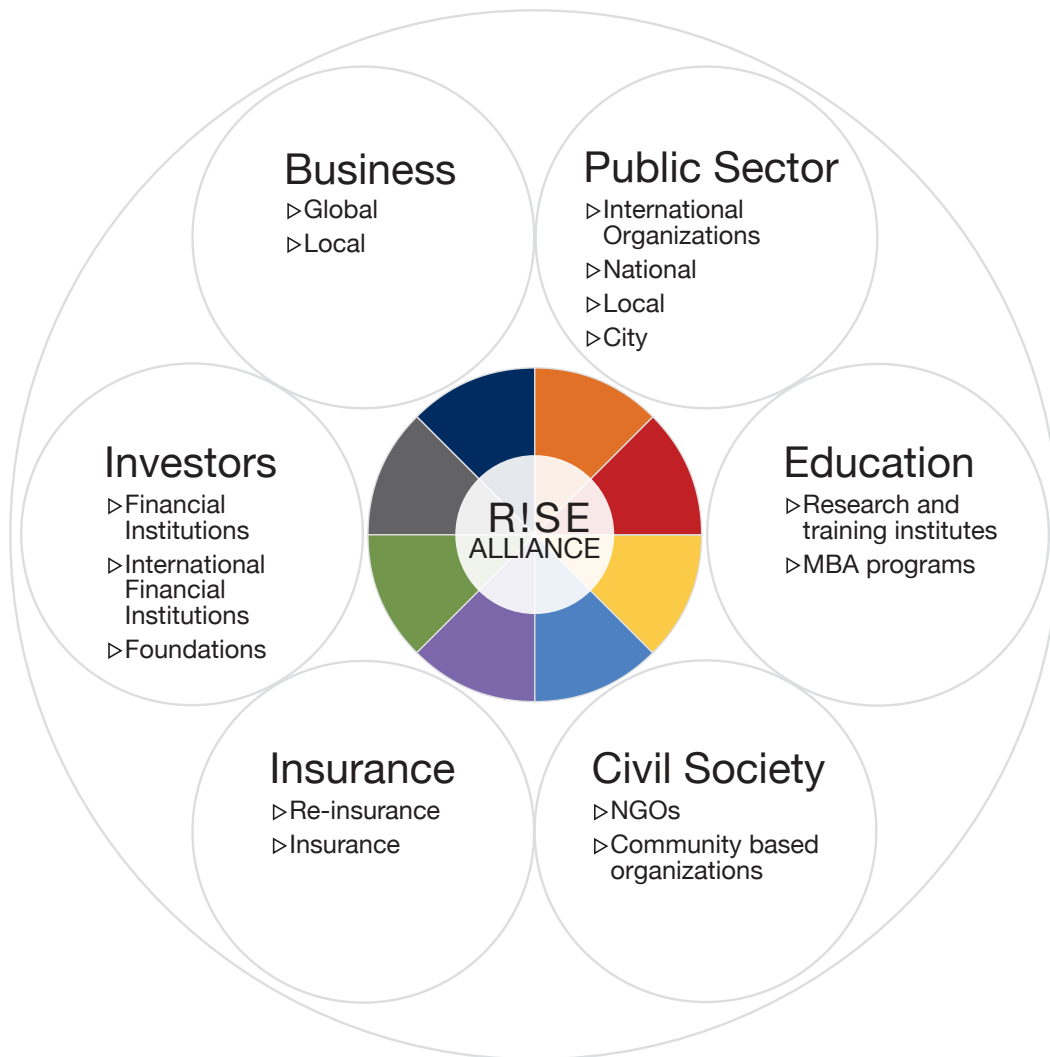 Business
▷Global
▷Local
Public Sector
▷International
Organizations
▷National
▷Local
▷City
Investors
▷Financial
Institutions
▷International
Financial
Institutions
▷Foundations
R!SE
ALLIANCE
Education
▷Research and
training institutes
▷MBA programs
Insurance
▷Re-insurance
▷Insurance
Civil Society
▷NGOs
▷Community based
organizations